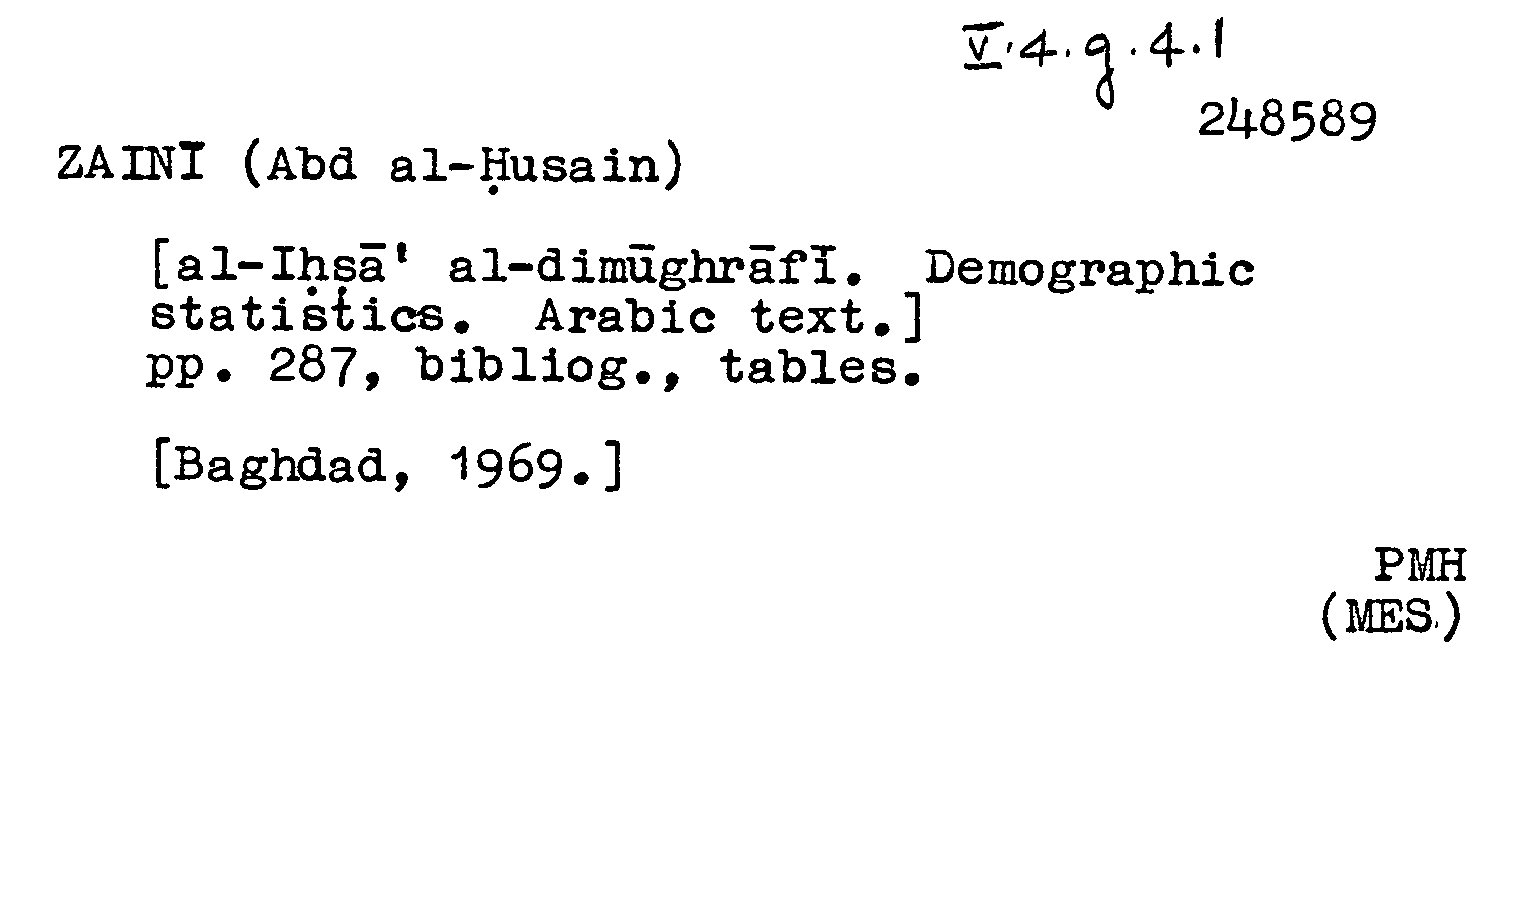 V.4.g.4.1
248589
ZAINĪ (Abd al-Ḥusain)
[al-Iḥṣā' al-dimūghrāfī. Demographic
statistics. Arabic text.]
pp. 287, bibliog., tables.
[Baghdad, 1969.]
PMH
(MES.)